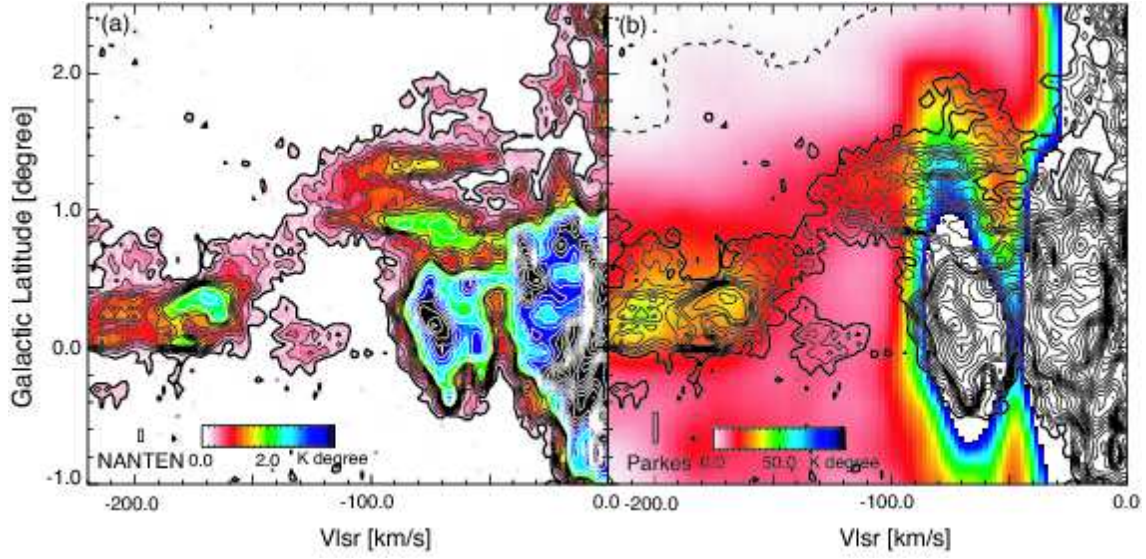 (a)
(b)
Galactic Latitude [degree]
2.0
1.0
0.0
-1.0
NANTEN 0.0 2.0 K degree
Parkes 0.0 50.0 K degree
-200.0 -100.0 0.0
-200.0 -100.0 0.0
Vlsr [km/s]
Vlsr [km/s]